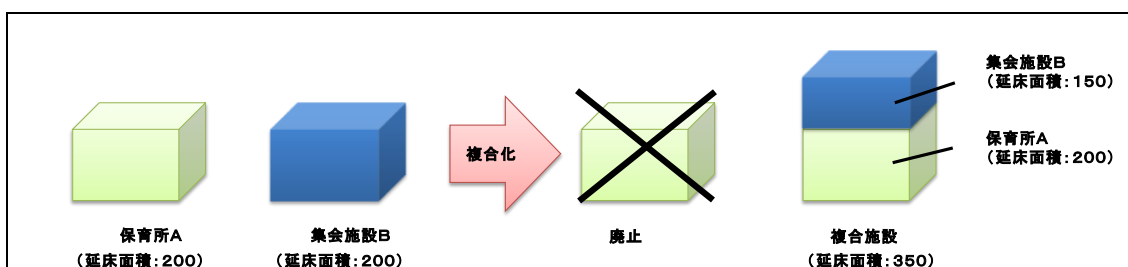 集会施設B
(延床面積:150)
保育所A
(延床面積:200)
複合化
保育所A
(延床面積:200)
集会施設B
(延床面積:200)
廃止
複合施設
(延床面積:350)